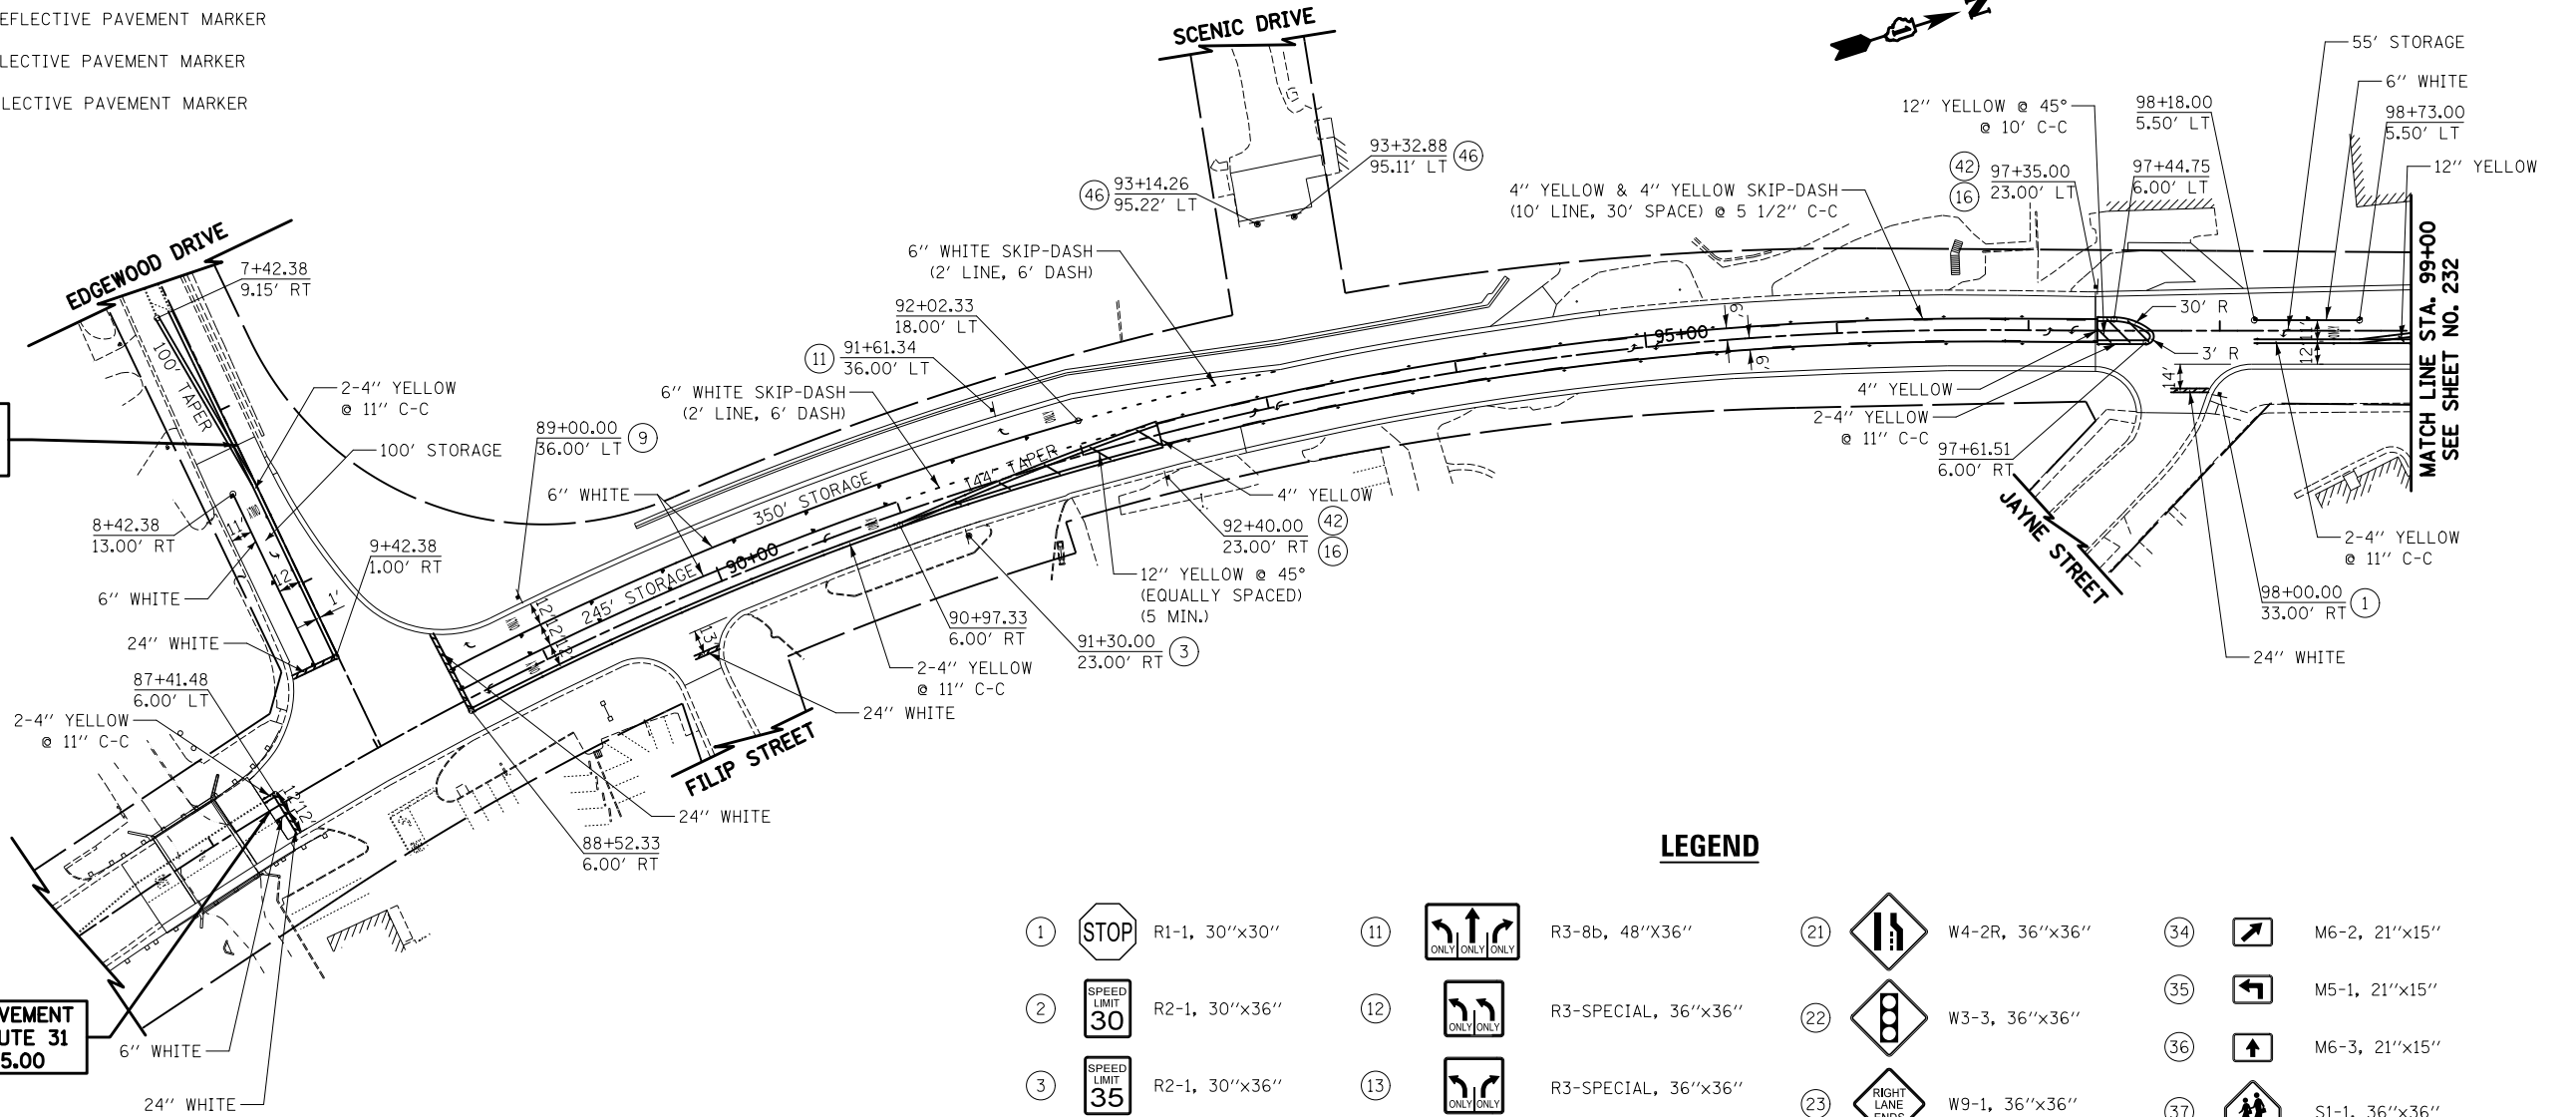 EFLECTIVE PAVEMENT MARKER
LECTIVE PAVEMENT MARKER
LECTIVE PAVEMENT MARKER
SCENIC DRIVE
N
55' STORAGE
6'' WHITE
12'' YELLOW @ 45°
@ 10' C-C
98+18.00
5.50' LT
98+73.00
5.50' LT
12'' YELLOW
93+32.88
95.11' LT
46
46
93+14.26
95.22' LT
42
16
97+35.00
23.00' LT
97+44.75
6.00' LT
4'' YELLOW & 4'' YELLOW SKIP-DASH
(10' LINE, 30' SPACE) @ 5 1/2'' C-C
EDGEWOOD DRIVE
7+42.38
9.15' RT
6'' WHITE SKIP-DASH
(2' LINE, 6' DASH)
92+02.33
18.00' LT
11
91+61.34
36.00' LT
6'' WHITE SKIP-DASH
(2' LINE, 6' DASH)
30' R
3' R
95+00
6'
6'
11'
12'
14'
MATCH LINE STA. 99+00
SEE SHEET NO. 232
100' TAPER
2-4'' YELLOW
@ 11'' C-C
100' STORAGE
89+00.00
36.00' LT
9
6'' WHITE
350' STORAGE
144' TAPER
4'' YELLOW
4'' YELLOW
2-4'' YELLOW
@ 11'' C-C
97+61.51
6.00' RT
JAYNE STREET
8+42.38
13.00' RT
11'
12'
1'
9+42.38
1.00' RT
90+00
245' STORAGE
12'
12'
12'
92+40.00
23.00' RT
42
16
12'' YELLOW @ 45°
(EQUALLY SPACED)
(5 MIN.)
2-4'' YELLOW
@ 11'' C-C
98+00.00
33.00' RT
1
24'' WHITE
6'' WHITE
24'' WHITE
90+97.33
6.00' RT
91+30.00
23.00' RT
3
2-4'' YELLOW
@ 11'' C-C
13'
24'' WHITE
87+41.48
6.00' LT
2-4'' YELLOW
@ 11'' C-C
12'
12'
FILIP STREET
24'' WHITE
88+52.33
6.00' RT
VEMENT
UTE 31
5.00
6'' WHITE
24'' WHITE
LEGEND
1 STOP R1-1, 30''x30''
2 SPEED LIMIT 30 R2-1, 30''x36''
3 SPEED LIMIT 35 R2-1, 30''x36''
11 ONLY ONLY ONLY R3-8b, 48''X36''
12 ONLY ONLY R3-SPECIAL, 36''x36''
13 ONLY ONLY R3-SPECIAL, 36''x36''
21 W4-2R, 36''x36''
22 W3-3, 36''x36''
23 RIGHT LANE ENDS W9-1, 36''x36''
34 M6-2, 21''x15''
35 M5-1, 21''x15''
36 M6-3, 21''x15''
37 S1-1, 36''x36''